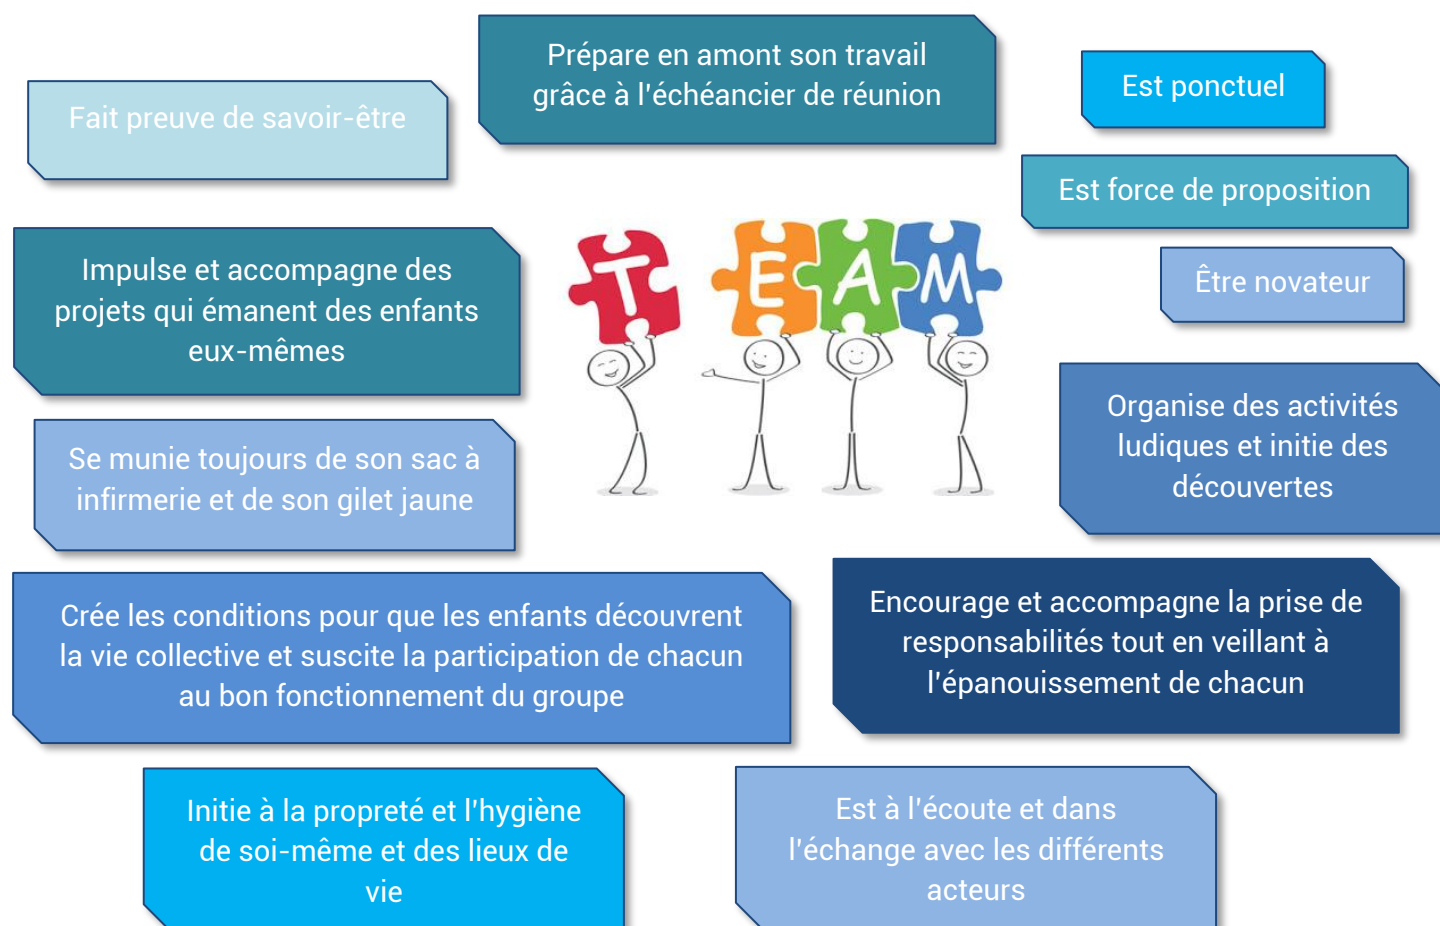 Prépare en amont son travail
grâce à l'échéancier de réunion
Est ponctuel
Fait preuve de savoir-être
Est force de proposition
Impulse et accompagne des
projets qui émanent des enfants
eux-mêmes
TEAM
Être novateur
Organise des activités
ludiques et initie des
découvertes
Se munie toujours de son sac à
infirmerie et de son gilet jaune
Crée les conditions pour que les enfants découvrent
la vie collective et suscite la participation de chacun
au bon fonctionnement du groupe
Encourage et accompagne la prise de
responsabilités tout en veillant à
l'épanouissement de chacun
Initie à la propreté et l'hygiène
de soi-même et des lieux de
vie
Est à l'écoute et dans
l'échange avec les différents
acteurs